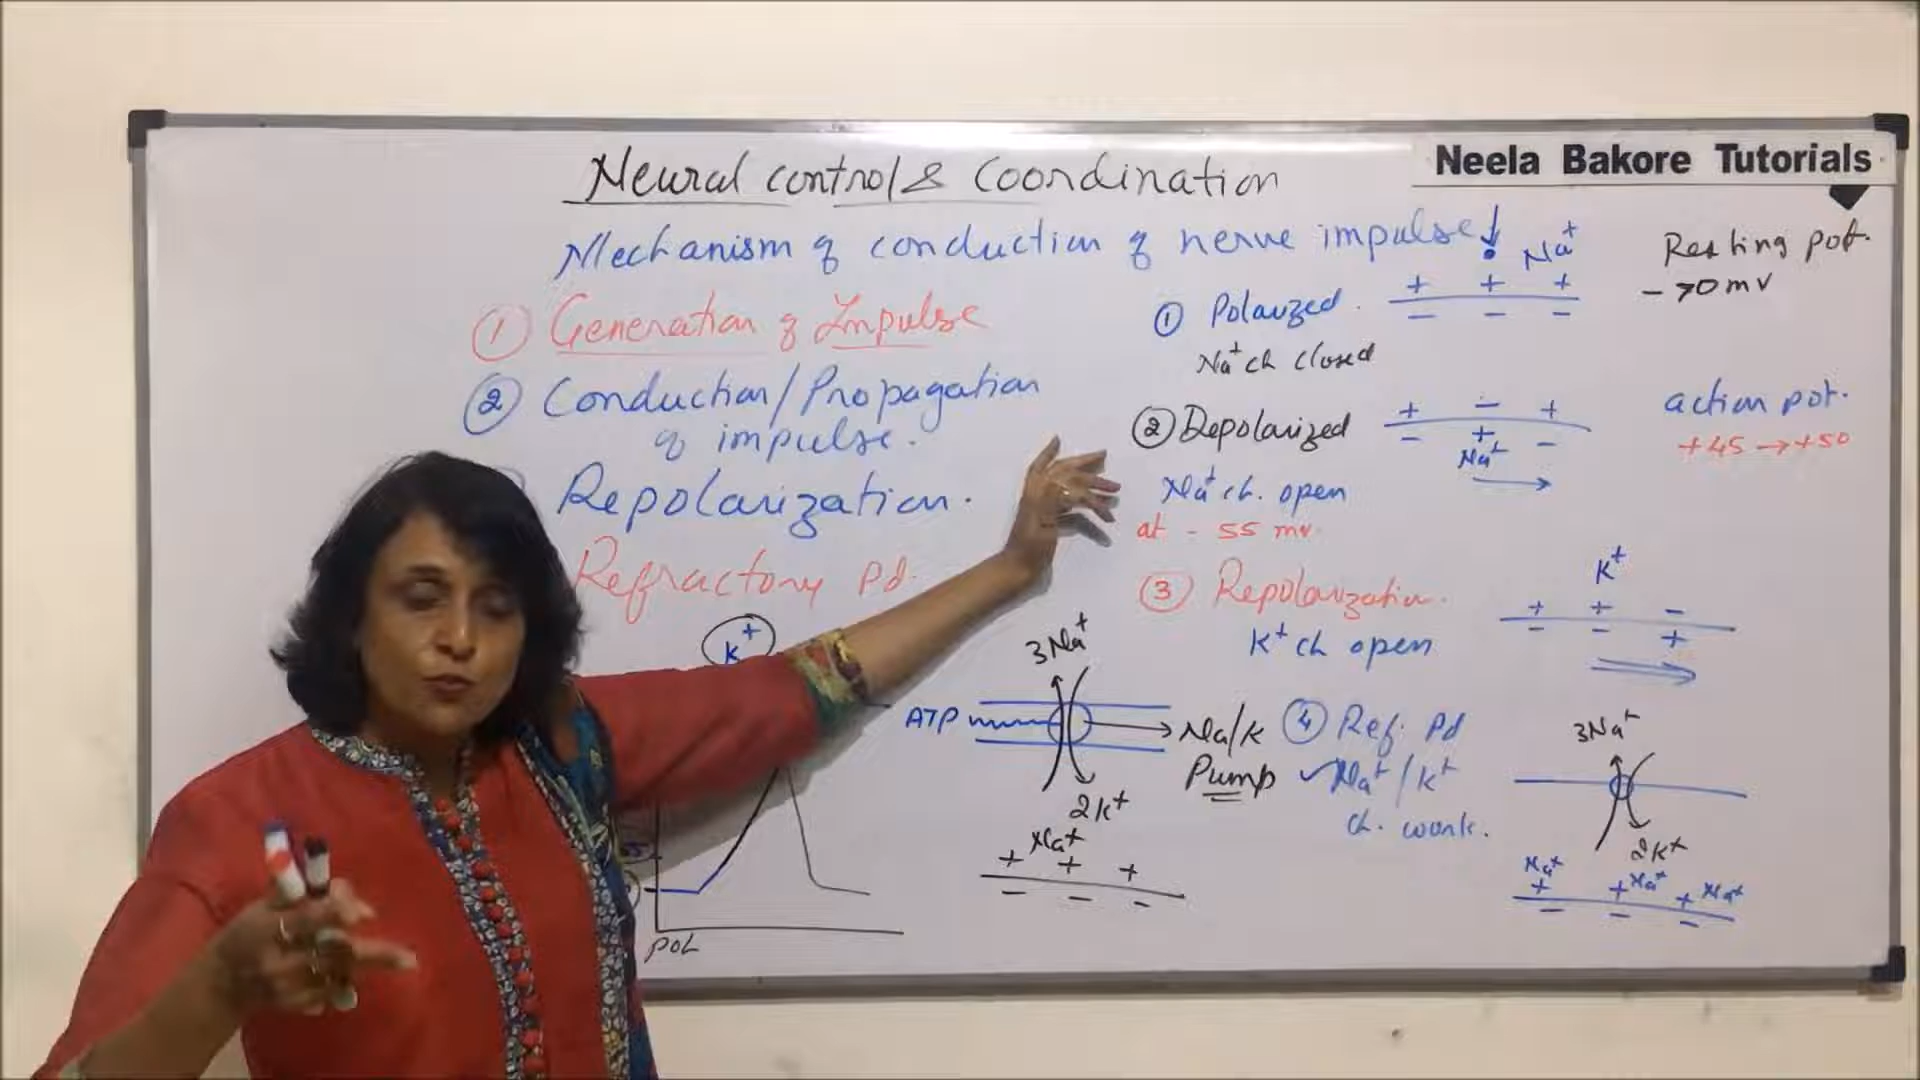 Neela Bakore Tutorials
Neural control & Coordination
Mechanism of conduction of nerve impulse
① Generation of Impulse
② Conduction/Propagation
of impulse.
Repolarization.
Refractory Pd.
K+
POL
3Na+
ATP
Na/K
Pump
2K+
Na+
+ + +
- - -
Na+
① Polarized.
+ + +
- - -
Na+ ch closed
Resting pot.
- 70 mv
② Depolarized
+ - +
- + -
Na+
Na+ ch. open
at - 55 mv.
action pot.
+45 → +50
③ Repolarization.
K+ ch open
K+
+ + -
- - +
④ Ref. Pd
✓ Na+/K+
ch. work.
3Na+
2K+
Na+ Na+ Na+
+ + +
- - -